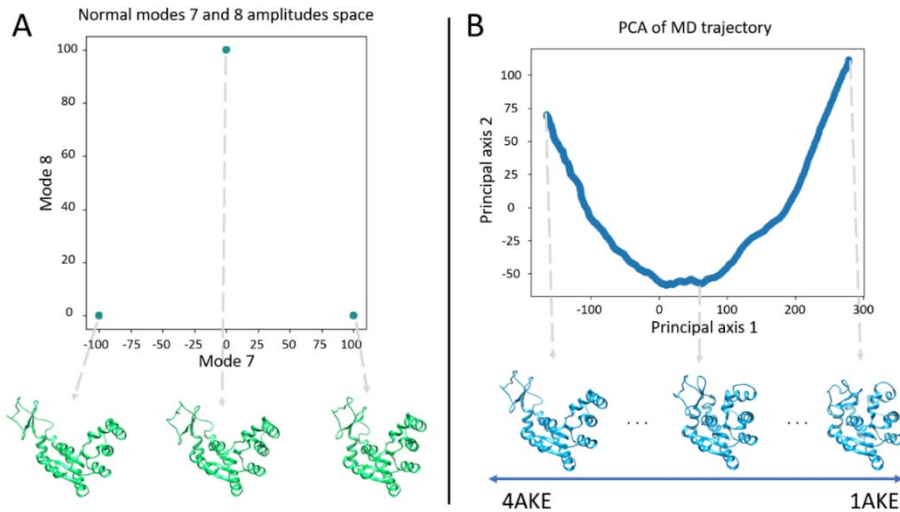 A
Normal modes 7 and 8 amplitudes space
100
80
60
40
20
0
Mode 8
-100 -75 -50 -25 0 25 50 75 100
Mode 7
B
PCA of MD trajectory
100
75
50
25
0
-25
-50
Principal axis 2
-100 0 100 200 300
Principal axis 1
... ...
4AKE 1AKE